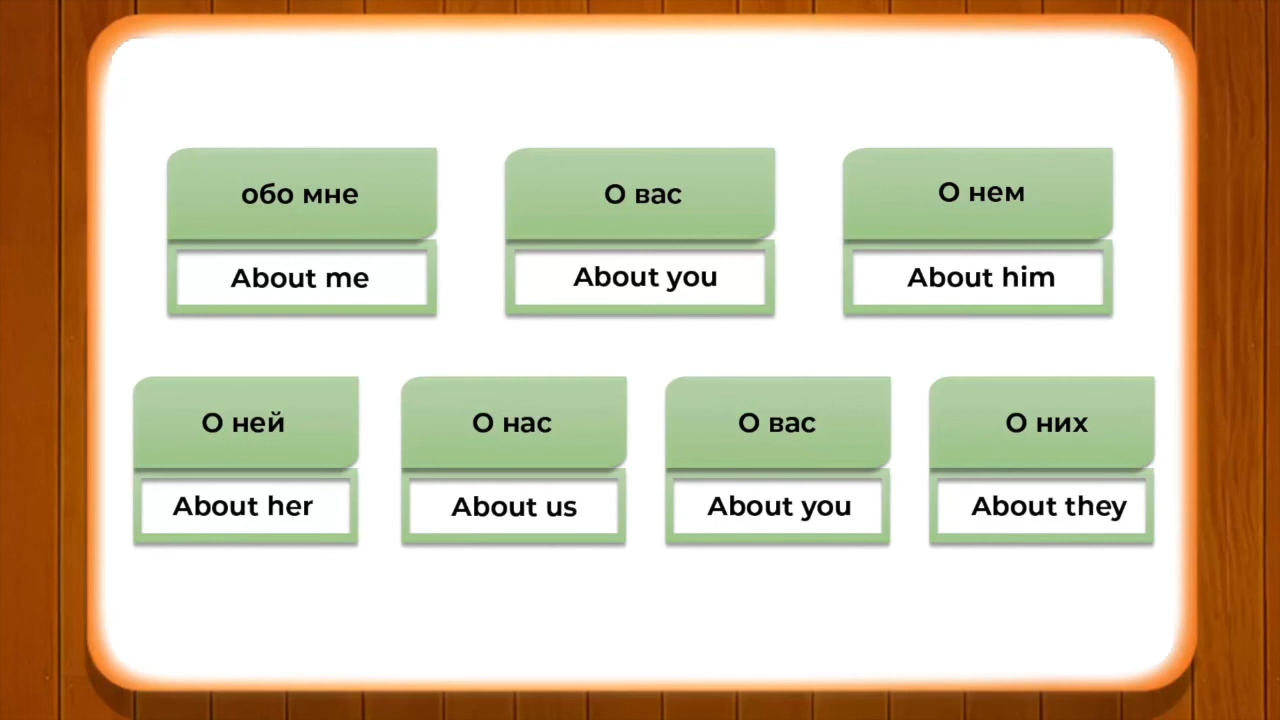 обо мне
О вас
О нем
About me
About you
About him
О ней
О нас
О вас
О них
About her
About us
About you
About they